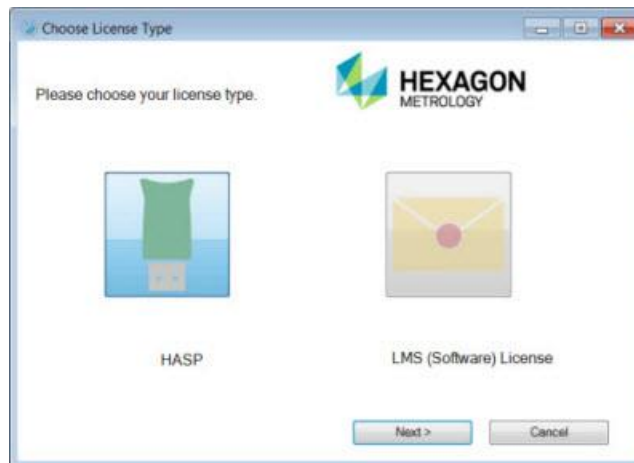 Choose License Type
Please choose your license type.
HEXAGON
METROLOGY
HASP
LMS (Software) License
Next >
Cancel